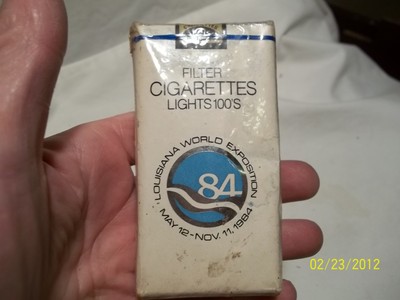 FILTER
CIGARETTES
LIGHTS 100'S
LOUISIANA WORLD EXPOSITION
84
MAY 12 - NOV. 11, 1984
02/23/2012